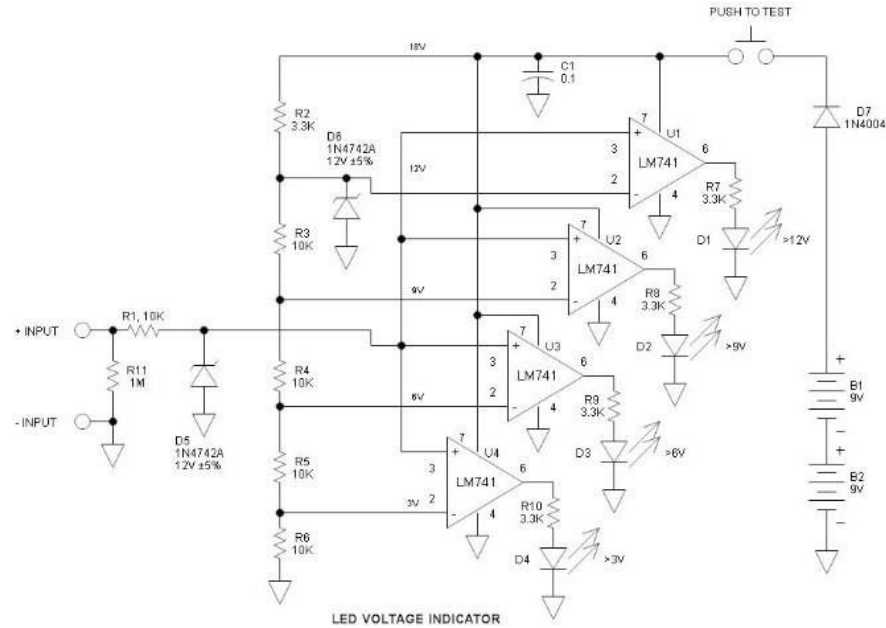 PUSH TO TEST
18V
C1
0.1
D7
1N4004
R2
3.3K
D6
1N4742A
12V ±5%
7
U1
+
3
LM741
6
12V
2
-
4
R7
3.3K
D1
>12V
R3
10K
7
U2
+
3
LM741
6
9V
2
-
4
R8
3.3K
D2
>9V
+ INPUT
R1, 10K
R11
1M
- INPUT
D5
1N4742A
12V ±5%
7
U3
+
3
LM741
6
R4
10K
6V
2
-
4
R9
3.3K
D3
>6V
+
B1
9V
-
7
U4
+
3
LM741
6
R5
10K
3V
2
-
4
R10
3.3K
D4
>3V
+
B2
9V
-
R6
10K
LED VOLTAGE INDICATOR